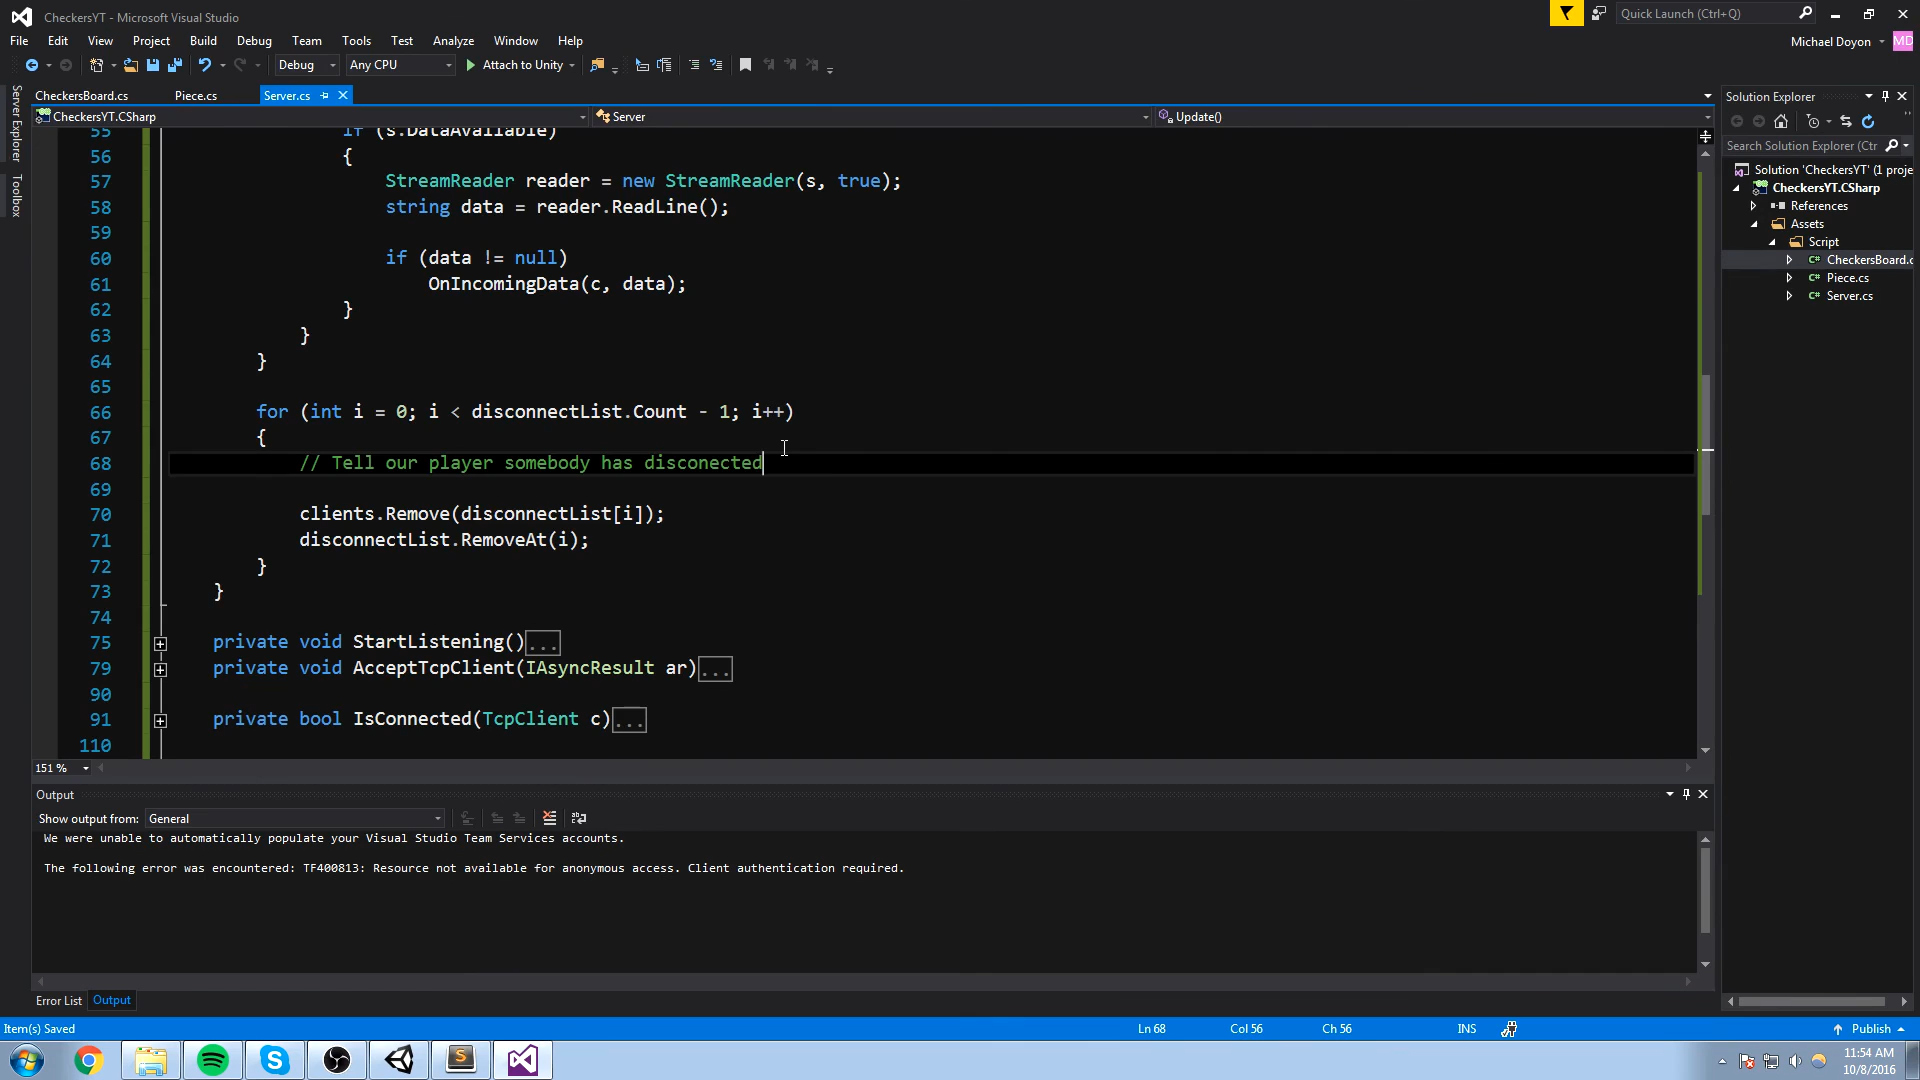 CheckersYT - Microsoft Visual Studio
Quick Launch (Ctrl+Q)
File Edit View Project Build Debug Team Tools Test Analyze Window Help
Michael Doyon MD
Debug Any CPU Attach to Unity
Server Explorer
Toolbox
CheckersBoard.cs Piece.cs Server.cs
CheckersYT.CSharp Server Update()
55 if (s.DataAvailable)
56 {
57 StreamReader reader = new StreamReader(s, true);
58 string data = reader.ReadLine();
59
60 if (data != null)
61 OnIncomingData(c, data);
62 }
63 }
64 }
65
66 for (int i = 0; i < disconnectList.Count - 1; i++)
67 {
68 // Tell our player somebody has disconected
69
70 clients.Remove(disconnectList[i]);
71 disconnectList.RemoveAt(i);
72 }
73 }
74
75 private void StartListening()...
79 private void AcceptTcpClient(IAsyncResult ar)...
90
91 private bool IsConnected(TcpClient c)...
110
151 %
Solution Explorer
Search Solution Explorer (Ctr
Solution 'CheckersYT' (1 proje
CheckersYT.CSharp
References
Assets
Script
CheckersBoard.c
Piece.cs
Server.cs
Output
Show output from: General
We were unable to automatically populate your Visual Studio Team Services accounts.
The following error was encountered: TF400813: Resource not available for anonymous access. Client authentication required.
Error List Output
Item(s) Saved Ln 68 Col 56 Ch 56 INS Publish
11:54 AM
10/8/2016